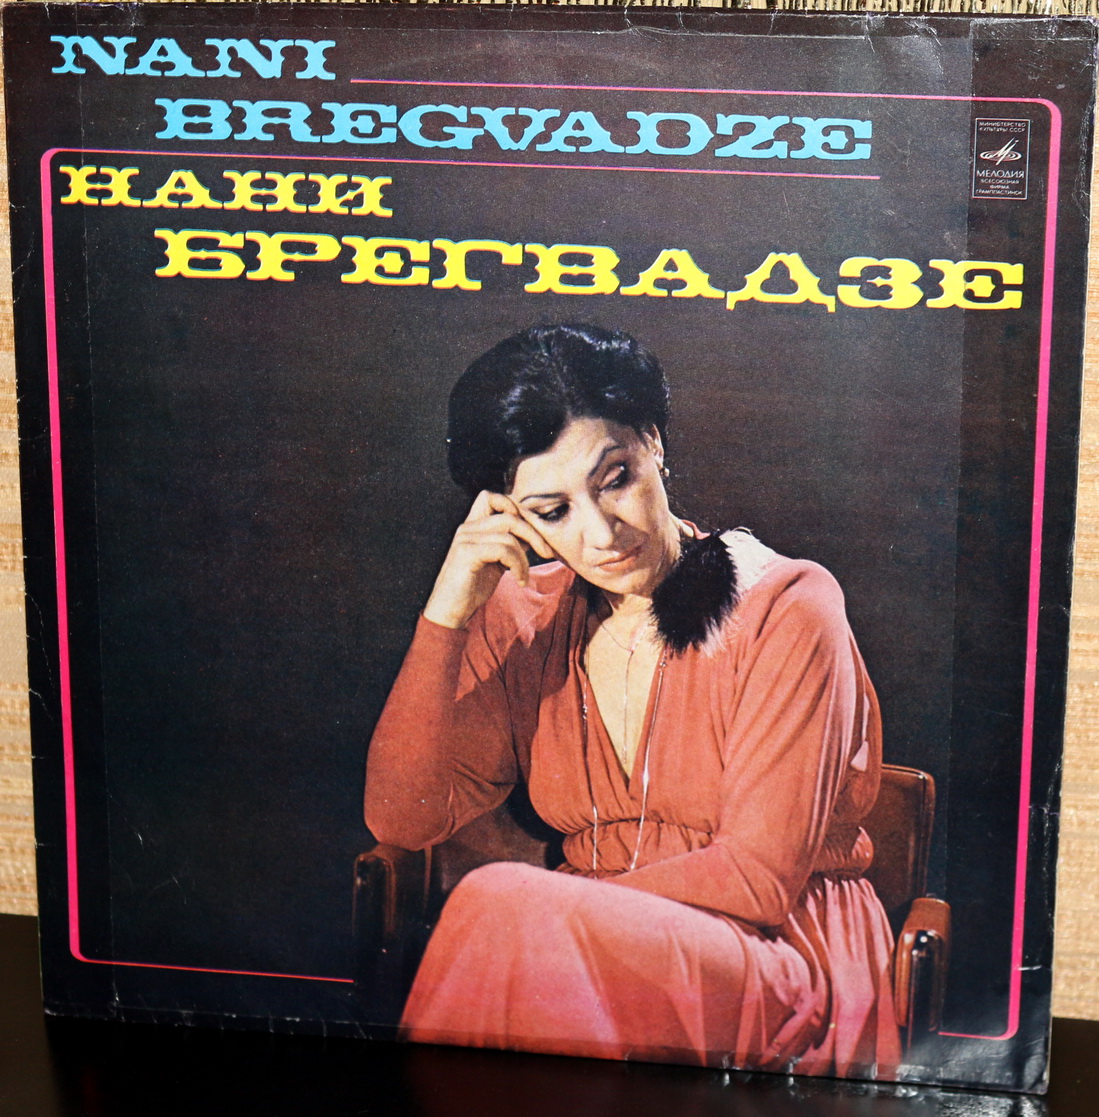 NANI
BREGVADZE
НАНИ
БРЕГВАДЗЕ
МИНИСТЕРСТВО
КУЛЬТУРЫ СССР
МЕЛОДИЯ
ВСЕСОЮЗНАЯ
ФИРМА
ГРАМПЛАСТИНОК